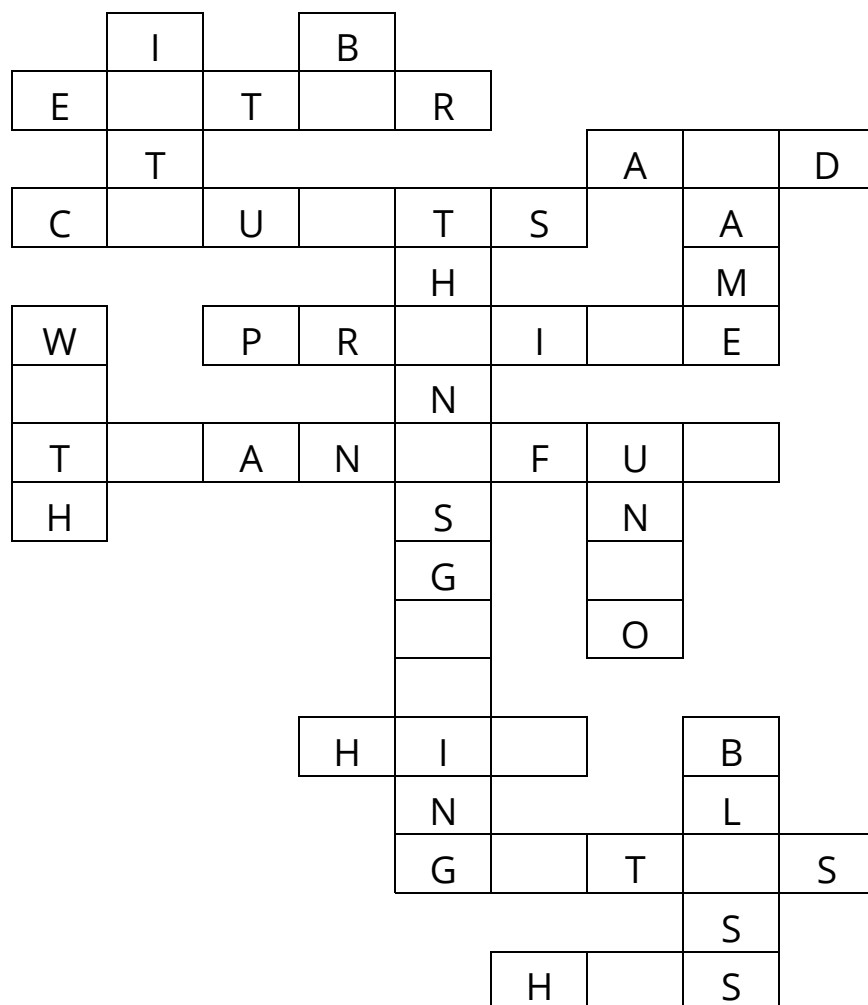 I B
E T R
T A D
C U T S A
H M
W P R I E
N
T A N F U
H S N
G
O
H I B
N L
G T S
S
H S